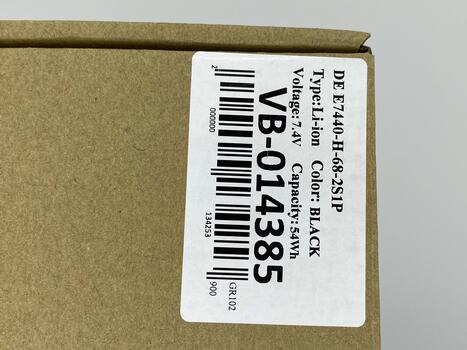 DE E7440-H-68-2S1P
Type:Li-ion Color: BLACK
Voltage: 7.4V Capacity: 54Wh
VB-014385
GR102
2 000000 134253 900